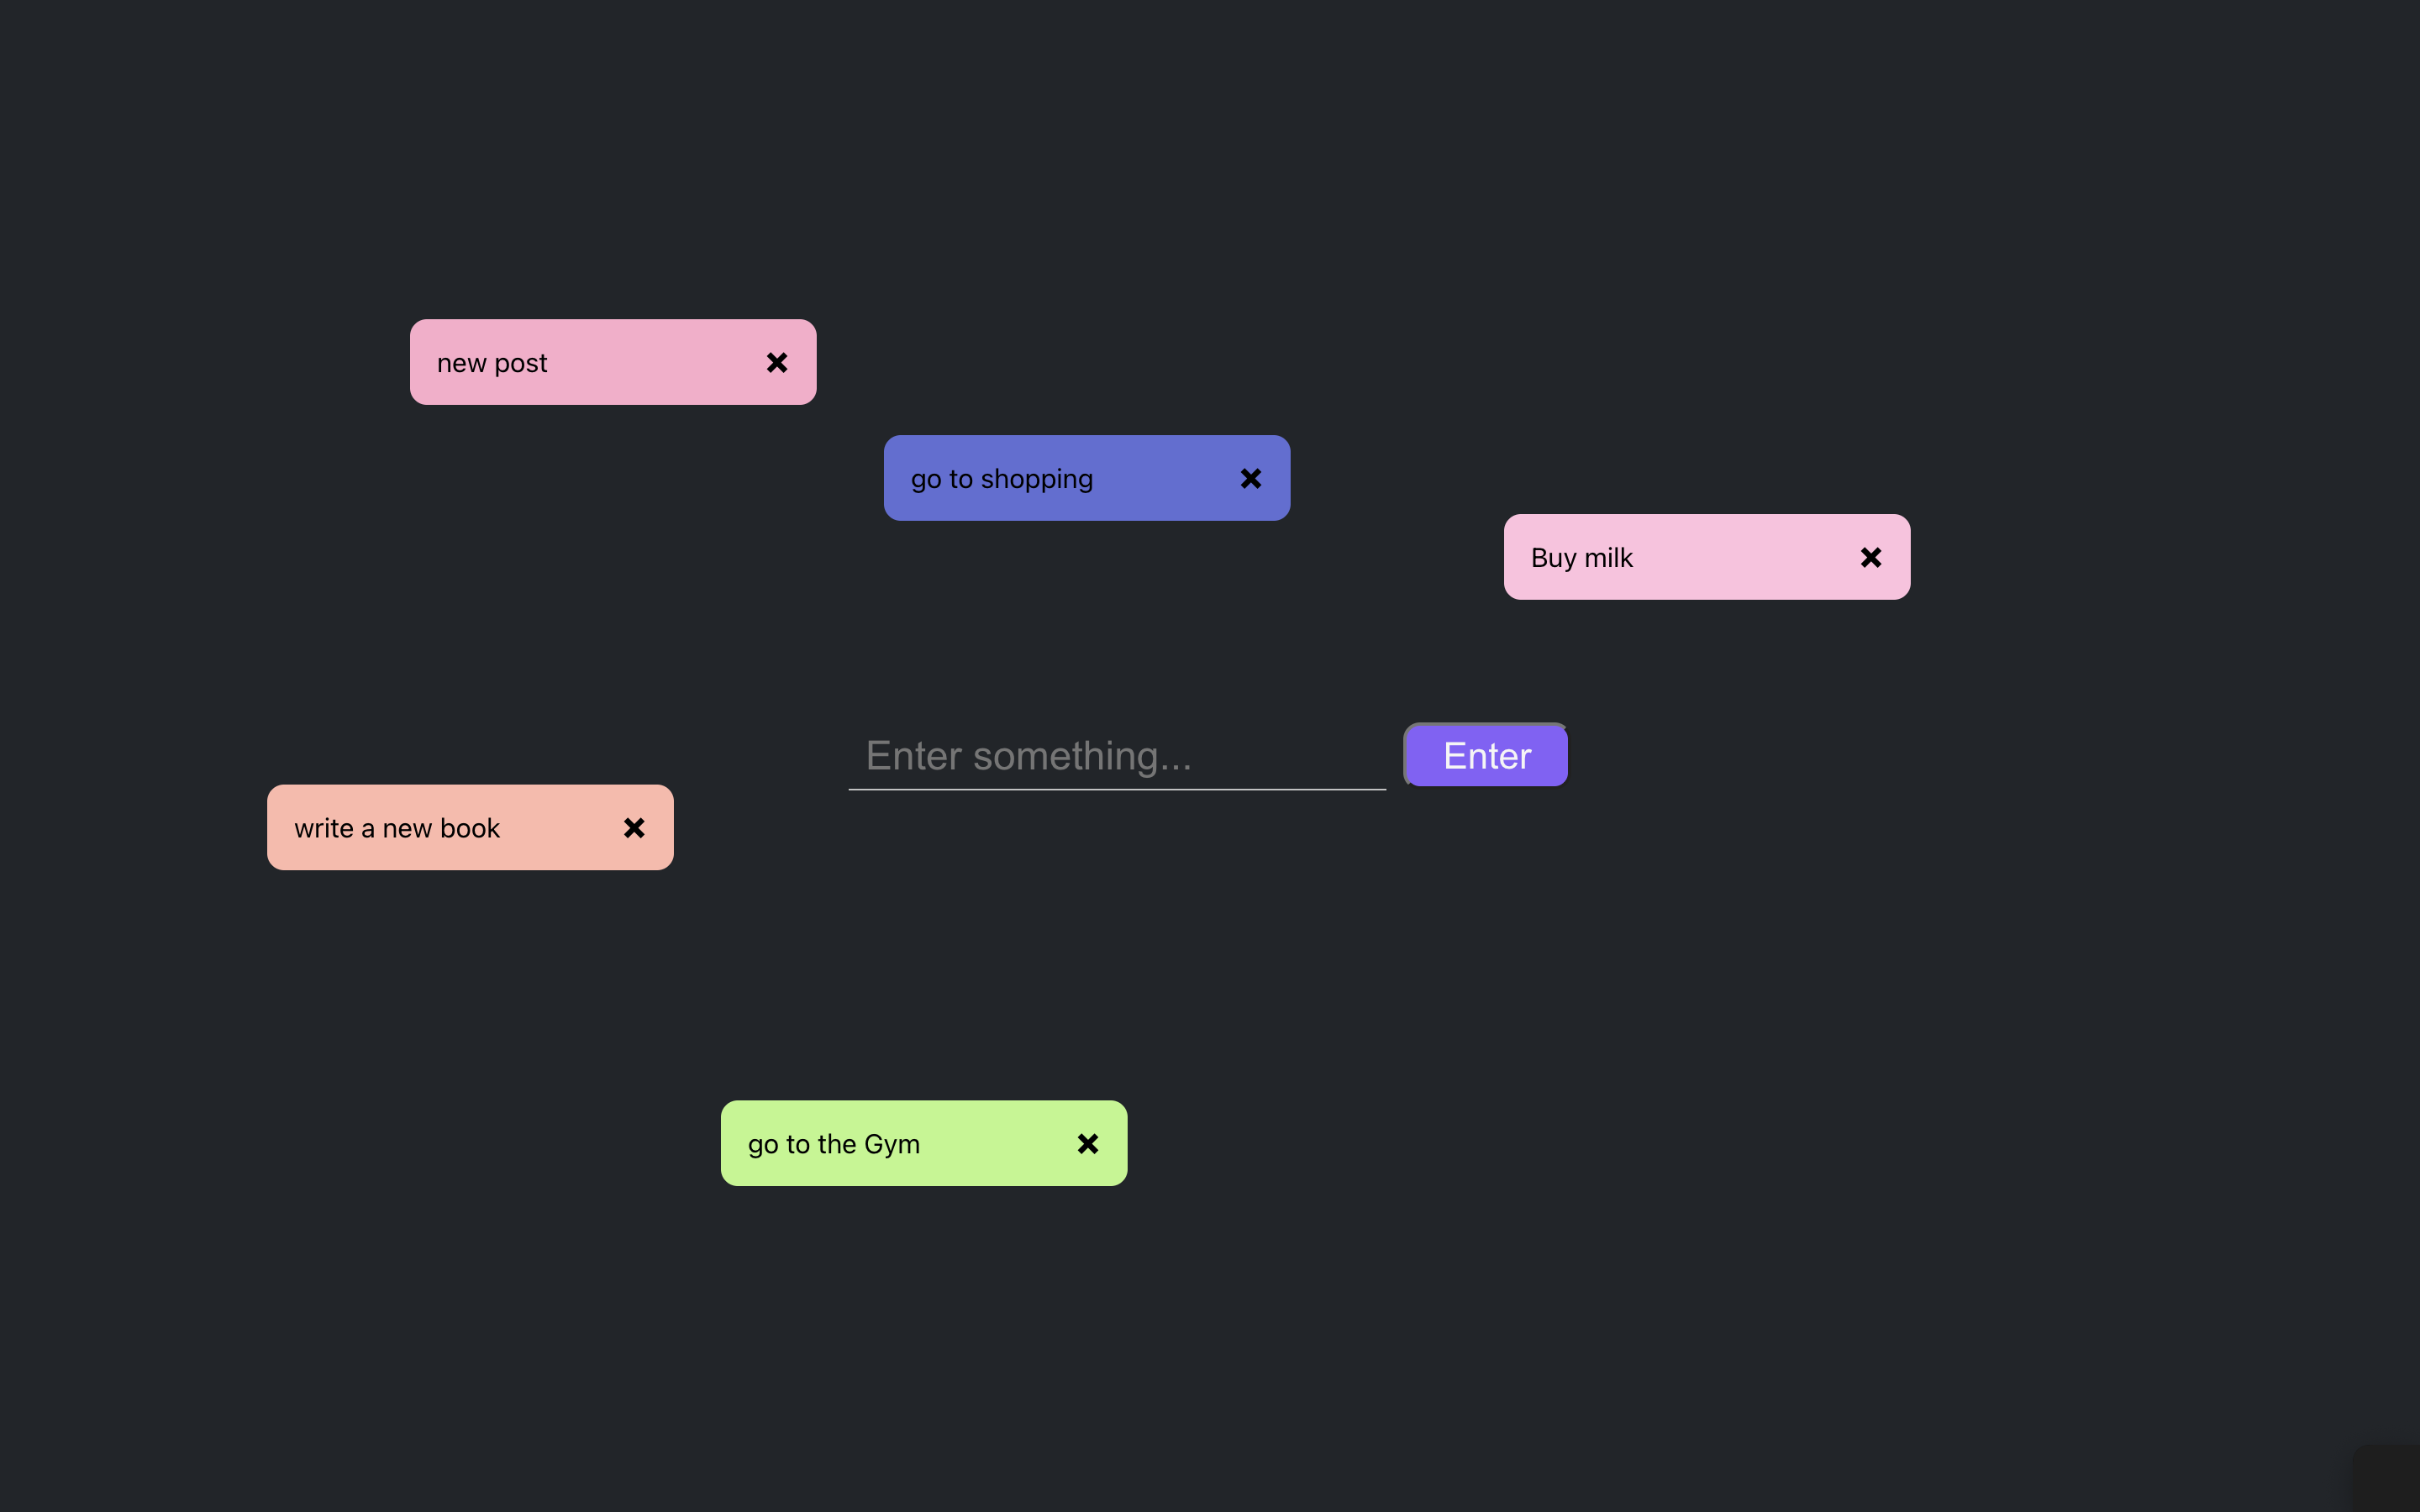 new post
go to shopping
Buy milk
Enter something...
Enter
write a new book
go to the Gym